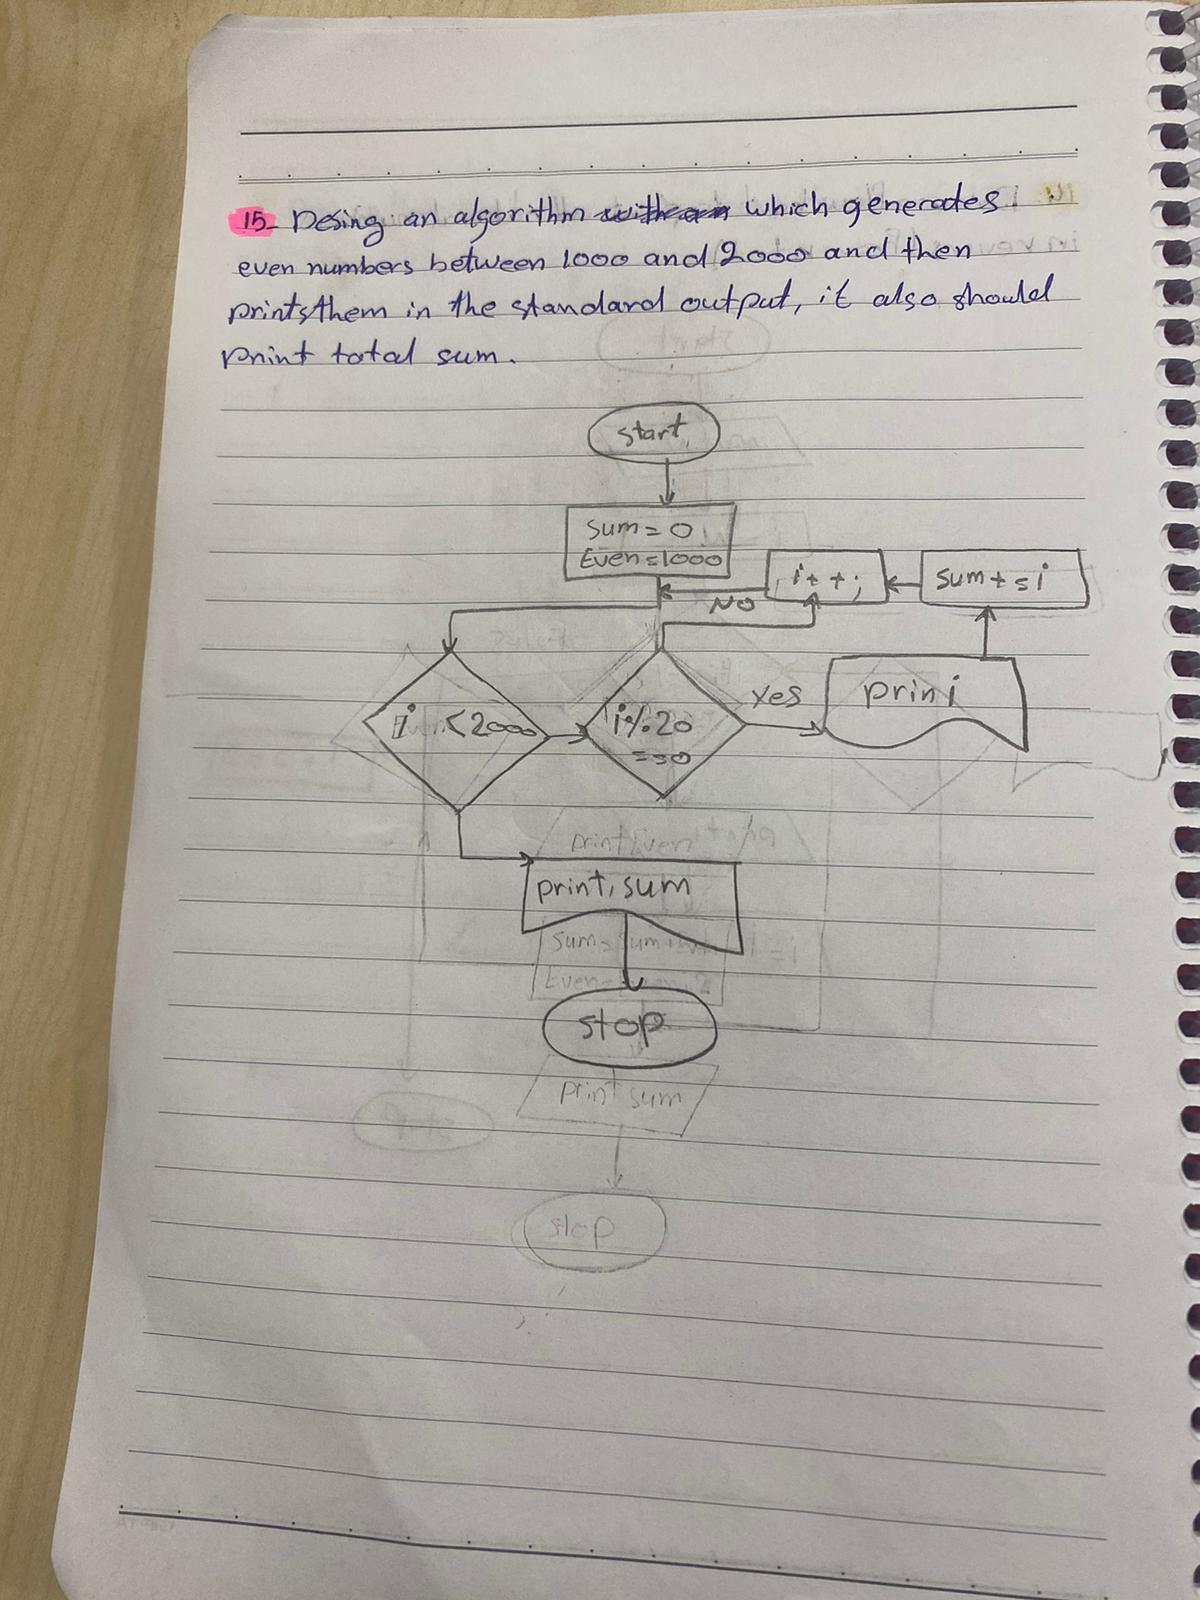 15- Desing an algorithm which generates
even numbers between 1000 and 2000 and then
prints them in the standard output, it also should
print total sum.
start
sum = 0
Even = 1000
i++;
sum + = i
NO
i < 2000
i % 20
= = 0
Yes
prin i
print Even
print, sum
stop
print sum
stop